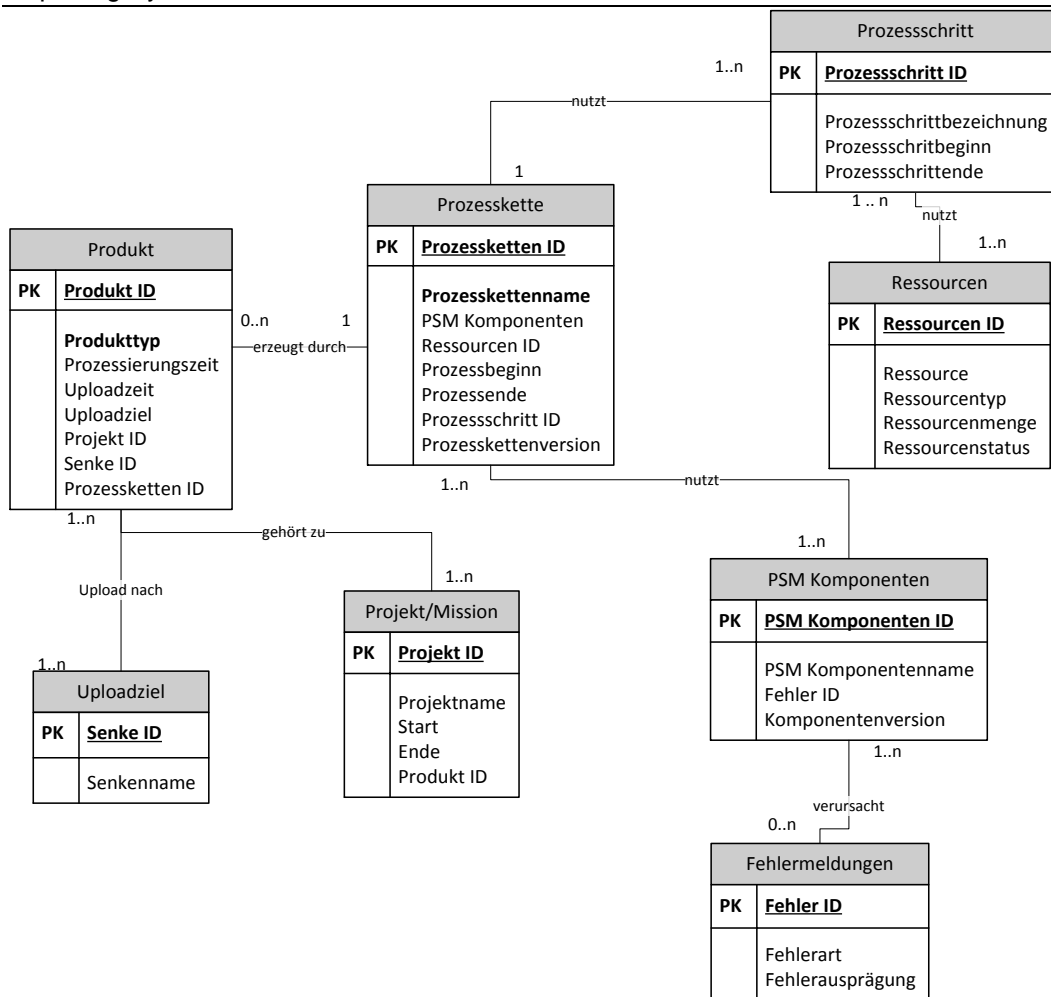 Prozessschritt
1..n
PK Prozessschritt ID
nutzt
Prozessschrittbezeichnung
Prozessschritbeginn
Prozessschrittende
1
1 .. n
nutzt
Prozesskette
1..n
PK Prozessketten ID
Produkt
Ressourcen
PK Produkt ID
Prozesskettenname
PSM Komponenten
Ressourcen ID
Prozessbeginn
Prozessende
Prozessschritt ID
Prozesskettenversion
0..n 1
erzeugt durch
PK Ressourcen ID
Produkttyp
Prozessierungszeit
Uploadzeit
Uploadziel
Projekt ID
Senke ID
Prozessketten ID
Ressource
Ressourcentyp
Ressourcenmenge
Ressourcenstatus
1..n
nutzt
1..n
gehört zu
1..n
Upload nach
1..n
PSM Komponenten
Projekt/Mission
PK PSM Komponenten ID
PK Projekt ID
1..n
Uploadziel
PSM Komponentenname
Fehler ID
Komponentenversion
Projektname
Start
Ende
Produkt ID
PK Senke ID
Senkenname
1..n
verursacht
0..n
Fehlermeldungen
PK Fehler ID
Fehlerart
Fehlerausprägung